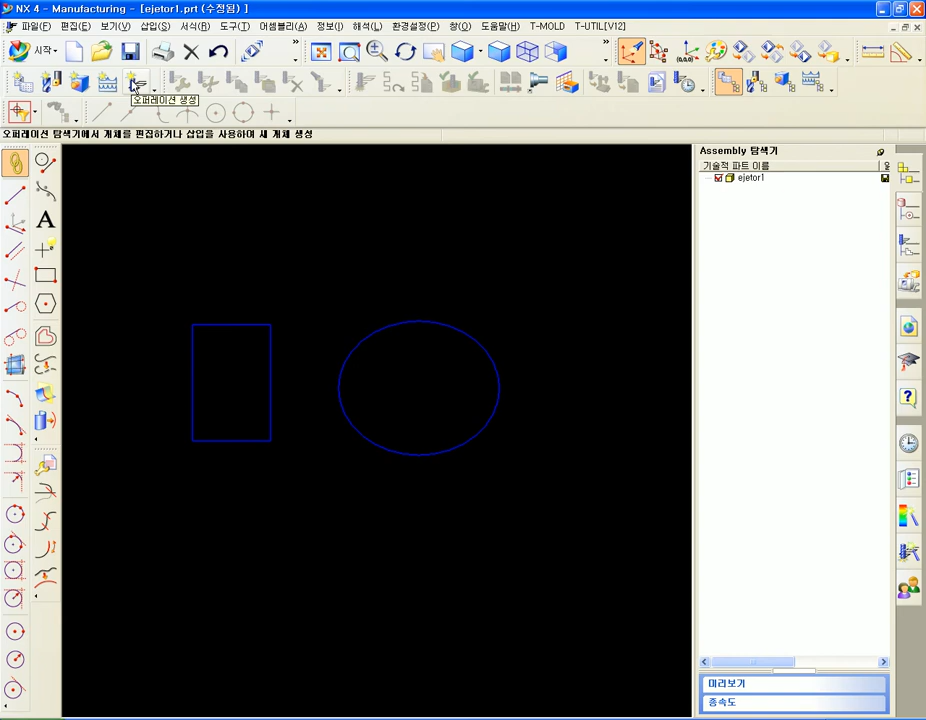 NX 4 - Manufacturing - [ejetor1.prt (수정됨) ]
파일(F) 편집(E) 보기(V) 삽입(S) 서식(R) 도구(T) 어셈블리(A) 정보(I) 해석(L) 환경설정(P) 창(O) 도움말(H) T-MOLD T-UTIL[V12]
시작
오퍼레이션 생성
오퍼레이션 탐색기에서 개체를 편집하거나 삽입을 사용하여 새 개체 생성
Assembly 탐색기
기술적 파트 이름
ejetor1
A
미리보기
종속도